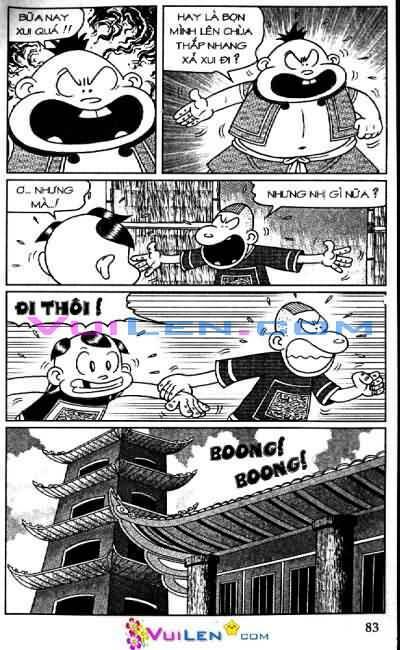 BỮA NAY
XUI QUÁ !!
HAY LÀ BỌN
MÌNH LÊN CHÙA
THẮP NHANG
XẢ XUI ĐI ?
Ơ... NHƯNG
MÀ..!
NHƯNG NHỊ GÌ NỮA ?
ĐI THÔI !
VUILEN.COM
BOONG!
BOONG!
83
VUILEN.COM